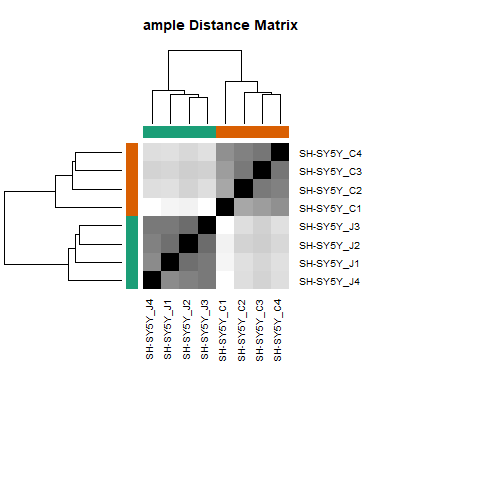 ample Distance Matrix
SH-SY5Y_C4
SH-SY5Y_C3
SH-SY5Y_C2
SH-SY5Y_C1
SH-SY5Y_J3
SH-SY5Y_J2
SH-SY5Y_J1
SH-SY5Y_J4
SH-SY5Y_J4
SH-SY5Y_J1
SH-SY5Y_J2
SH-SY5Y_J3
SH-SY5Y_C1
SH-SY5Y_C2
SH-SY5Y_C3
SH-SY5Y_C4